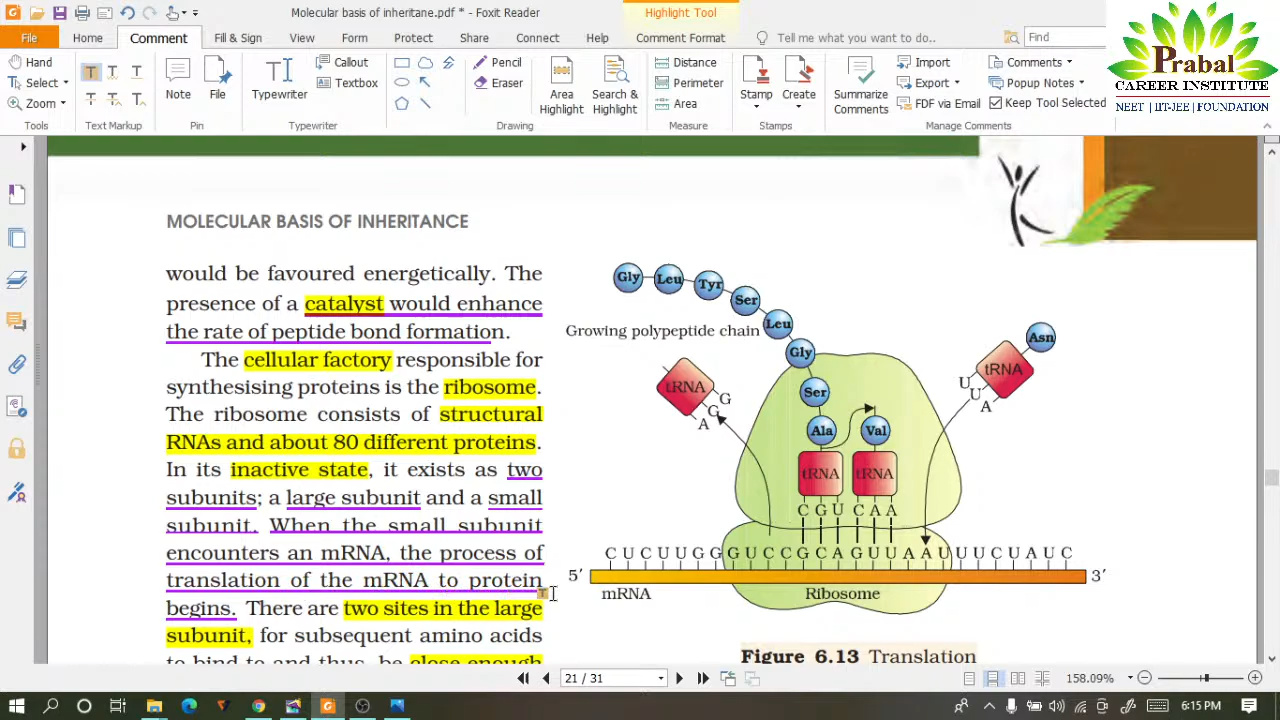 Molecular basis of inheritane.pdf * - Foxit Reader
Highlight Tool
File Home Comment Fill & Sign View Form Protect Share Connect Help Comment Format Tell me what you want to do.. Find
Hand
Select
Zoom
Tools
Text Markup
Note
File
Pin
Typewriter
Callout
Textbox
Typewriter
Pencil
Eraser
Drawing
Area Highlight
Search & Highlight
Distance
Perimeter
Area
Measure
Stamp
Create
Stamps
Summarize Comments
Import
Export
FDF via Email
Comments
Popup Notes
Keep Tool Selected
Manage Comments
Prabal
CAREER INSTITUTE
NEET | IIT-JEE | FOUNDATION
MOLECULAR BASIS OF INHERITANCE
would be favoured energetically. The
presence of a catalyst would enhance
the rate of peptide bond formation.
The cellular factory responsible for
synthesising proteins is the ribosome.
The ribosome consists of structural
RNAs and about 80 different proteins.
In its inactive state, it exists as two
subunits; a large subunit and a small
subunit. When the small subunit
encounters an mRNA, the process of
translation of the mRNA to protein
begins. There are two sites in the large
subunit, for subsequent amino acids
to bind to and thus, be close enough
Gly Leu Tyr Ser Leu Gly Ser Ala Val
Growing polypeptide chain
Asn
tRNA
G G A
tRNA
U U A
tRNA tRNA
C G U C A A
C U C U U G G G U C C G C A G U U A A U U U C U A U C
5′ 3′
mRNA Ribosome
Figure 6.13 Translation
21 / 31
158.09%
6:15 PM